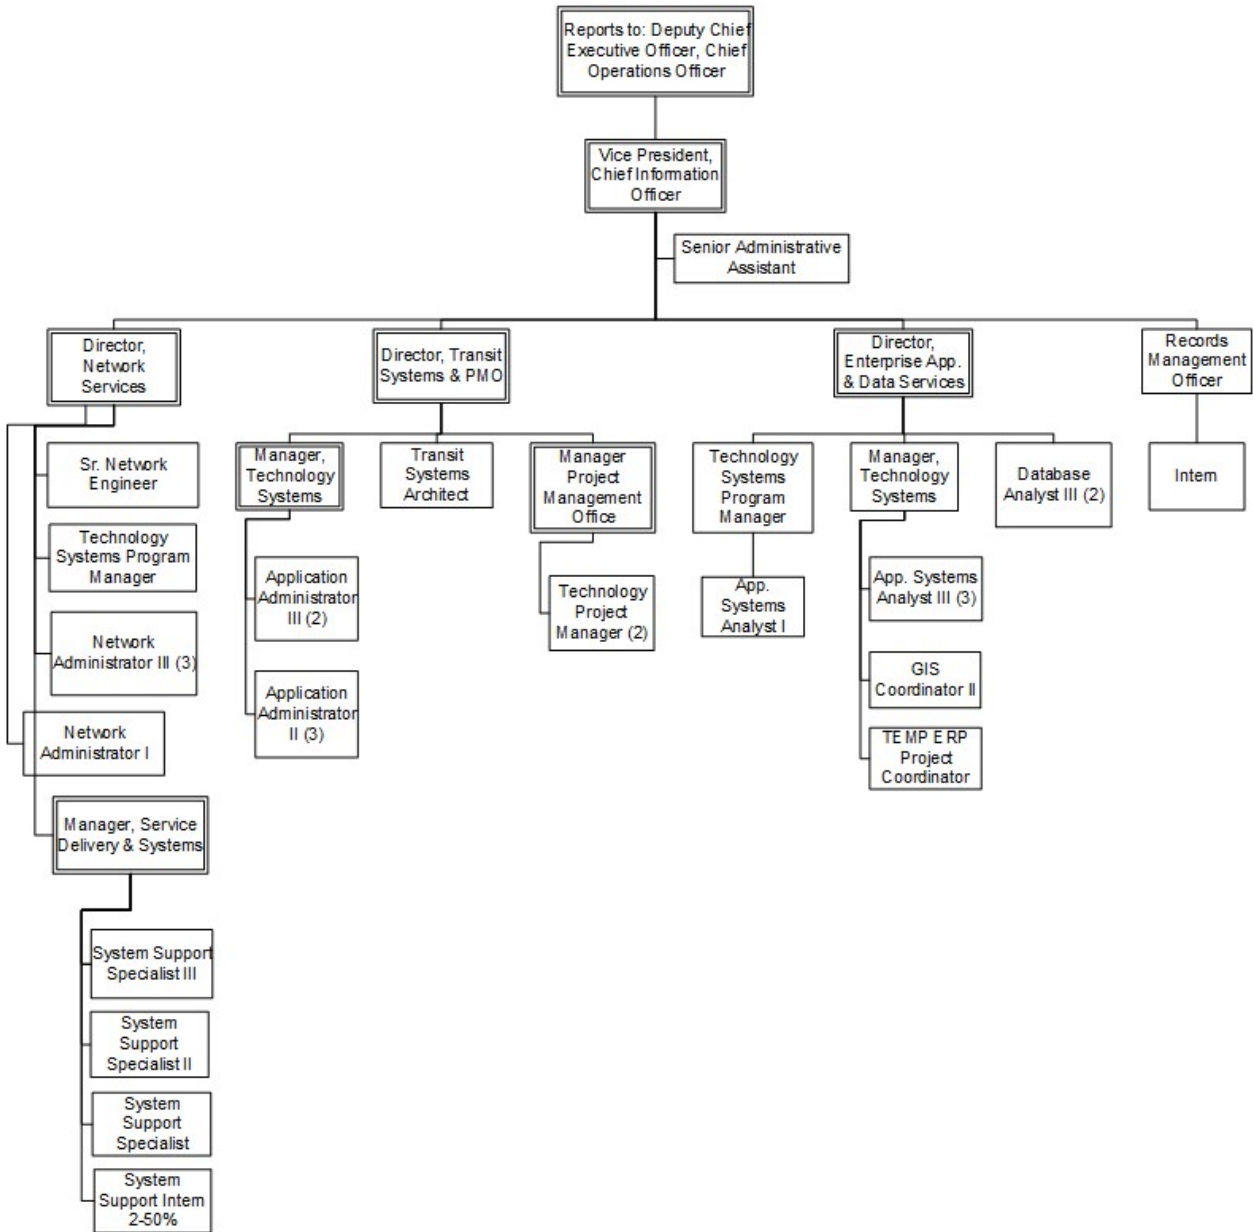 Reports to: Deputy Chief
Executive Officer, Chief
Operations Officer
Vice President,
Chief Information
Officer
Senior Administrative
Assistant
Director,
Network
Services
Director, Transit
Systems & PMO
Director,
Enterprise App.
& Data Services
Records
Management
Officer
Sr. Network
Engineer
Technology
Systems Program
Manager
Network
Administrator III (3)
Network
Administrator I
Manager, Service
Delivery & Systems
System Support
Specialist III
System
Support
Specialist II
System
Support
Specialist
System
Support Intern
2-50%
Manager,
Technology
Systems
Application
Administrator
III (2)
Application
Administrator
II (3)
Transit
Systems
Architect
Manager
Project
Management
Office
Technology
Project
Manager (2)
Technology
Systems
Program
Manager
App.
Systems
Analyst I
Manager,
Technology
Systems
App. Systems
Analyst III (3)
GIS
Coordinator II
TEMP ERP
Project
Coordinator
Database
Analyst III (2)
Intern